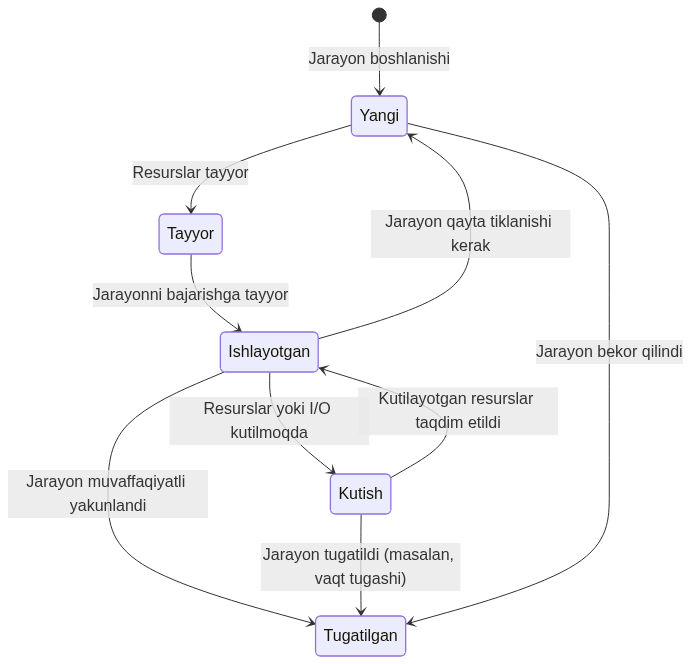 Jarayon boshlanishi
Yangi
Resurslar tayyor
Jarayon qayta tiklanishi
kerak
Tayyor
Jarayonni bajarishga tayyor
Ishlayotgan
Jarayon bekor qilindi
Resurslar yoki I/O
kutilmoqda
Kutilayotgan resurslar
taqdim etildi
Jarayon muvaffaqiyatli
yakunlandi
Kutish
Jarayon tugatildi (masalan,
vaqt tugashi)
Tugatilgan